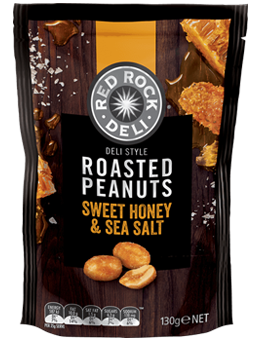 RED ROCK
DELI
DELI STYLE
ROASTED
PEANUTS
SWEET HONEY
& SEA SALT
130g e NET